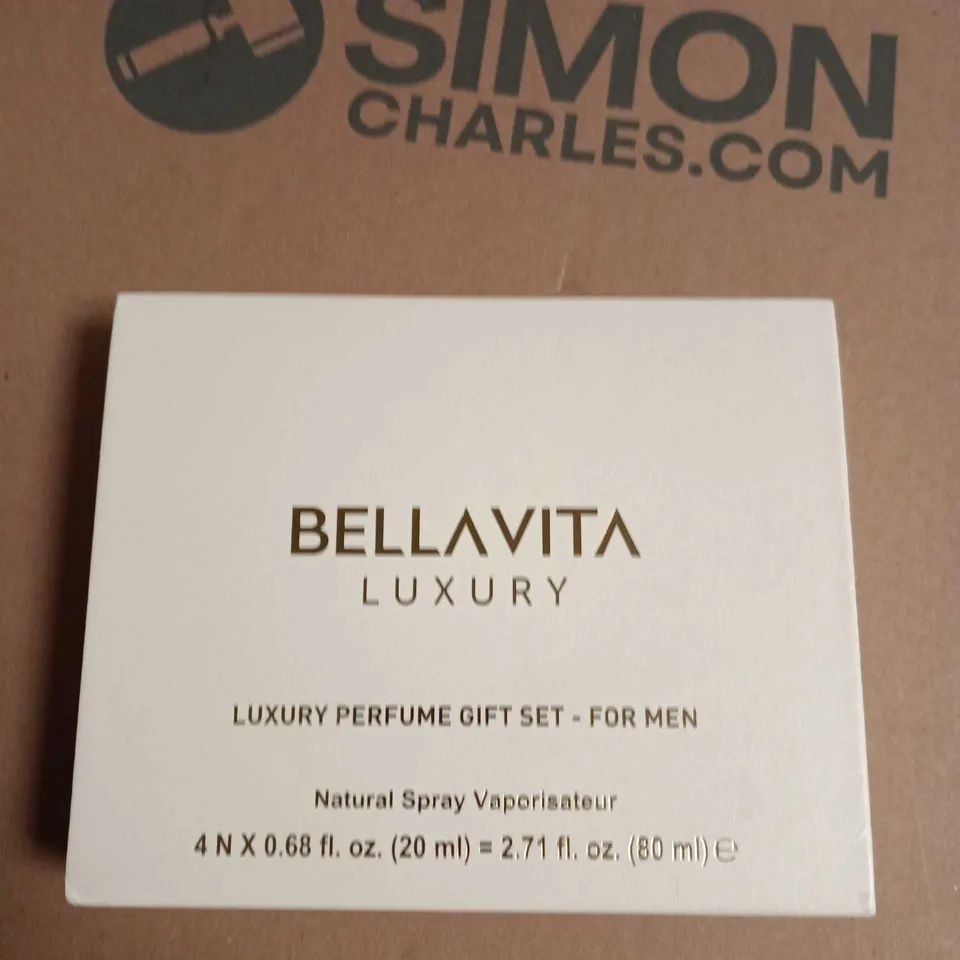 SIMON
CHARLES.COM
BELLAVITA
LUXURY
LUXURY PERFUME GIFT SET - FOR MEN
Natural Spray Vaporisateur
4 N X 0.68 fl. oz. (20 ml) = 2.71 fl. oz. (80 ml) ℮